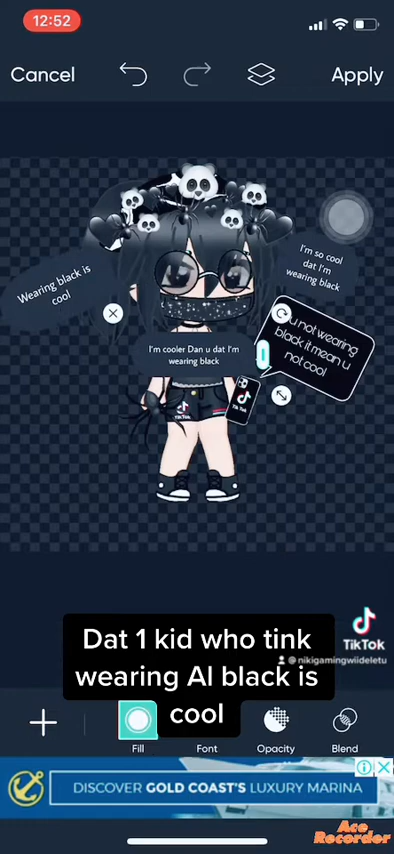 12:52
Cancel
Apply
I'm so cool
dat I'm
wearing black
Wearing black is
cool
I'm cooler Dan u dat I'm
wearing black
u not wearing
black it mean u
not cool
Tik Tok
Dat 1 kid who tink
wearing Al black is
cool
TikTok
@nikigamingwiideletu
Fill
Font
Opacity
Blend
DISCOVER GOLD COAST'S LUXURY MARINA
Ace
Recorder